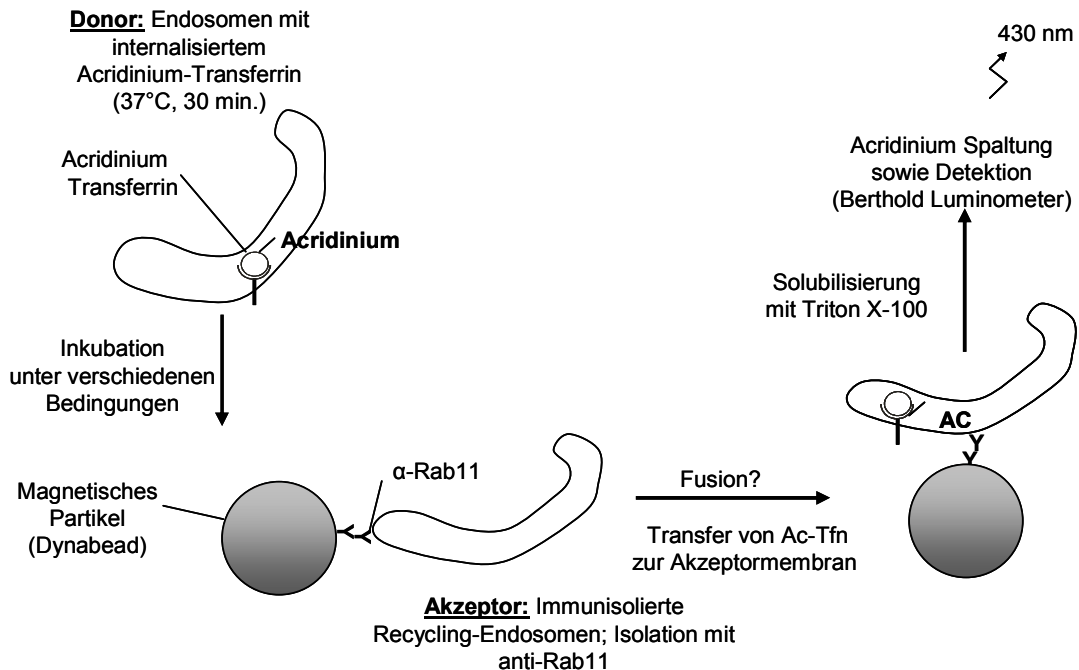 Donor: Endosomen mit
internalisiertem
Acridinium-Transferrin
(37°C, 30 min.)
Acridinium
Transferrin
Acridinium
Inkubation
unter verschiedenen
Bedingungen
Magnetisches
Partikel
(Dynabead)
α-Rab11
Akzeptor: Immunisolierte
Recycling-Endosomen; Isolation mit
anti-Rab11
Fusion?
Transfer von Ac-Tfn
zur Akzeptormembran
AC
Solubilisierung
mit Triton X-100
Acridinium Spaltung
sowie Detektion
(Berthold Luminometer)
430 nm